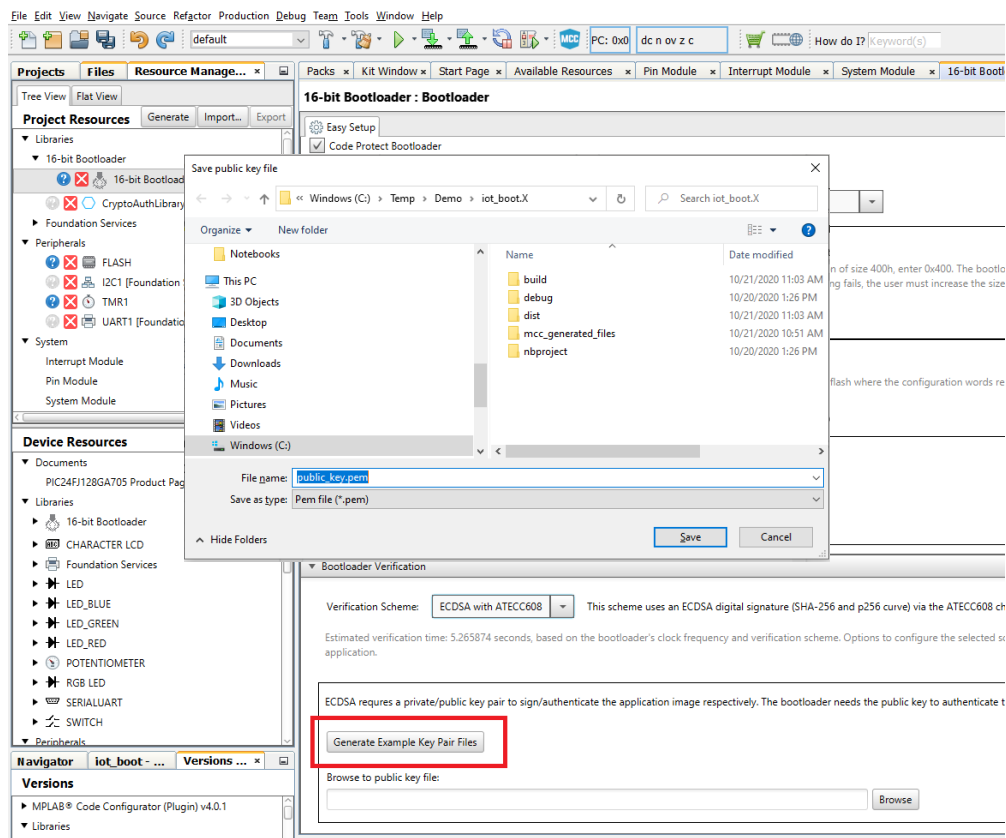 File Edit View Navigate Source Refactor Production Debug Team Tools Window Help
default PC: 0x0 dc n ov z c How do I? Keyword(s)
Projects Files Resource Manage... ×
Packs × Kit Window × Start Page × Available Resources × Pin Module × Interrupt Module × System Module × 16-bit Bootl
Tree View Flat View
16-bit Bootloader : Bootloader
Project Resources Generate Import... Export
Easy Setup
Libraries
Code Protect Bootloader
16-bit Bootloader
16-bit Bootload
CryptoAuthLibrary
Foundation Services
Peripherals
FLASH
I2C1 [Foundation
TMR1
UART1 [Foundatio
System
Interrupt Module
Pin Module
System Module
Save public key file
« Windows (C:) › Temp › Demo › iot_boot.X
Search iot_boot.X
Organize New folder
Notebooks
This PC
3D Objects
Desktop
Documents
Downloads
Music
Pictures
Videos
Windows (C:)
Name Date modified
build 10/21/2020 11:03 AM
debug 10/20/2020 1:26 PM
dist 10/21/2020 11:03 AM
mcc_generated_files 10/21/2020 10:51 AM
nbproject 10/20/2020 1:26 PM
File name: public_key.pem
Save as type: Pem file (*.pem)
Hide Folders Save Cancel
n of size 400h, enter 0x400. The bootlo
ng fails, the user must increase the size
flash where the configuration words re
Device Resources
Documents
PIC24FJ128GA705 Product Pag
Libraries
16-bit Bootloader
CHARACTER LCD
Foundation Services
LED
LED_BLUE
LED_GREEN
LED_RED
POTENTIOMETER
RGB LED
SERIALUART
SWITCH
Peripherals
Bootloader Verification
Verification Scheme: ECDSA with ATECC608 This scheme uses an ECDSA digital signature (SHA-256 and p256 curve) via the ATECC608 ch
Estimated verification time: 5.265874 seconds, based on the bootloader's clock frequency and verification scheme. Options to configure the selected sc
application.
ECDSA requres a private/public key pair to sign/authenticate the application image respectively. The bootloader needs the public key to authenticate t
Generate Example Key Pair Files
Browse to public key file:
Browse
Navigator iot_boot - ... Versions ... ×
Versions
MPLAB® Code Configurator (Plugin) v4.0.1
Libraries